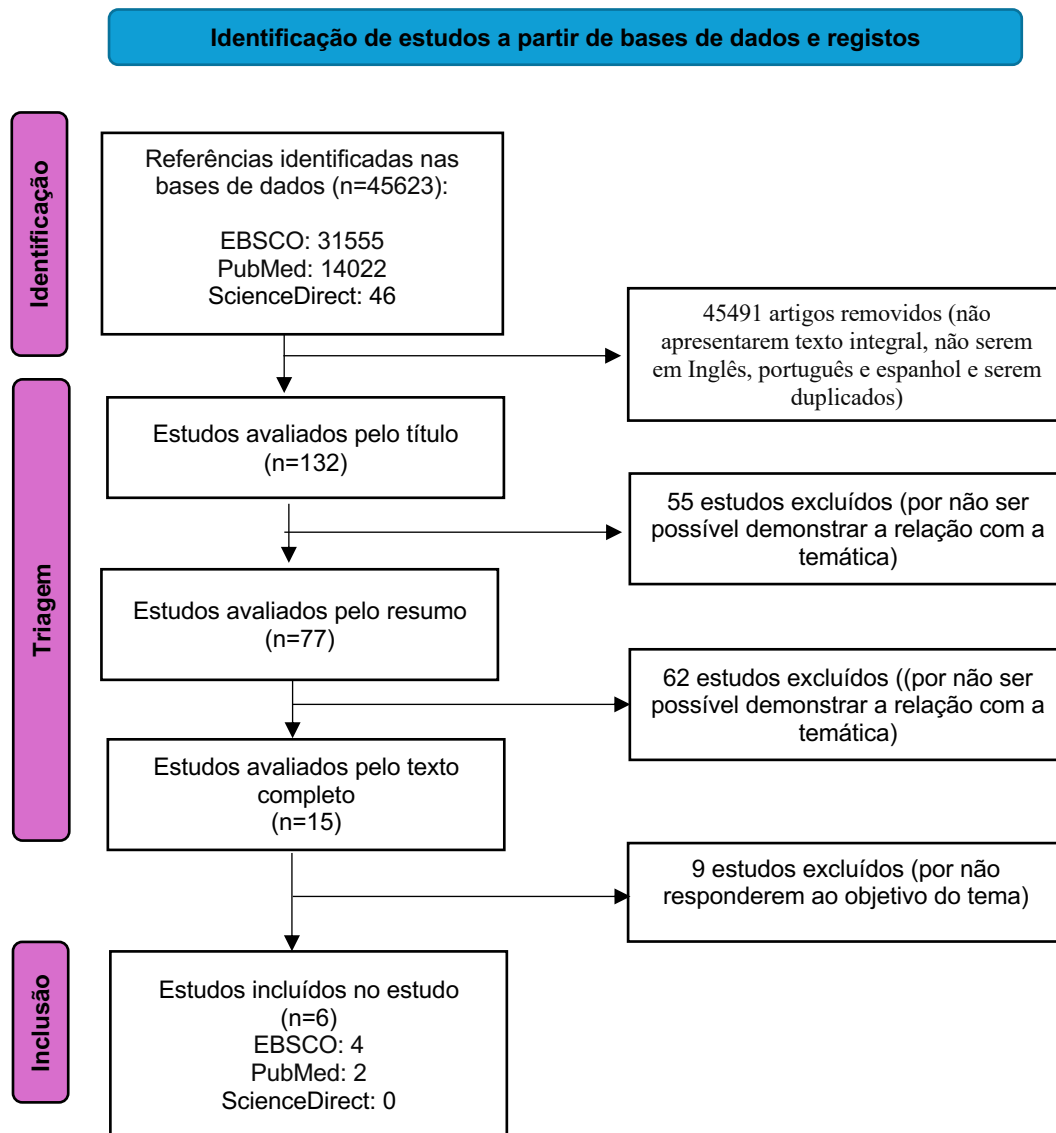 Identificação de estudos a partir de bases de dados e registos
Identificação
Referências identificadas nas
bases de dados (n=45623):
EBSCO: 31555
PubMed: 14022
ScienceDirect: 46
45491 artigos removidos (não
apresentarem texto integral, não serem
em Inglês, português e espanhol e serem
duplicados)
Triagem
Estudos avaliados pelo título
(n=132)
55 estudos excluídos (por não ser
possível demonstrar a relação com a
temática)
Estudos avaliados pelo resumo
(n=77)
62 estudos excluídos ((por não ser
possível demonstrar a relação com a
temática)
Estudos avaliados pelo texto
completo
(n=15)
9 estudos excluídos (por não
responderem ao objetivo do tema)
Inclusão
Estudos incluídos no estudo
(n=6)
EBSCO: 4
PubMed: 2
ScienceDirect: 0